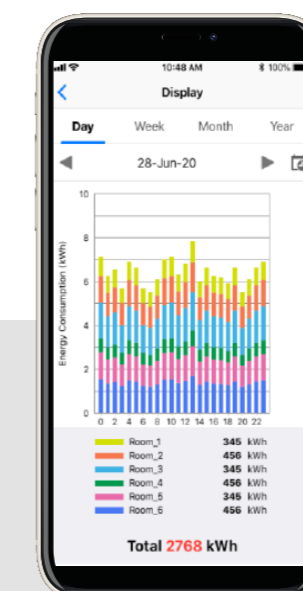 10:48 AM 100%
Display
Day Week Month Year
28-Jun-20
Energy Consumption (kWh)
10
8
6
4
2
0
0 2 4 6 8 10 12 14 16 18 20 22
Room_1 345 kWh
Room_2 456 kWh
Room_3 345 kWh
Room_4 456 kWh
Room_5 345 kWh
Room_6 456 kWh
Total 2768 kWh